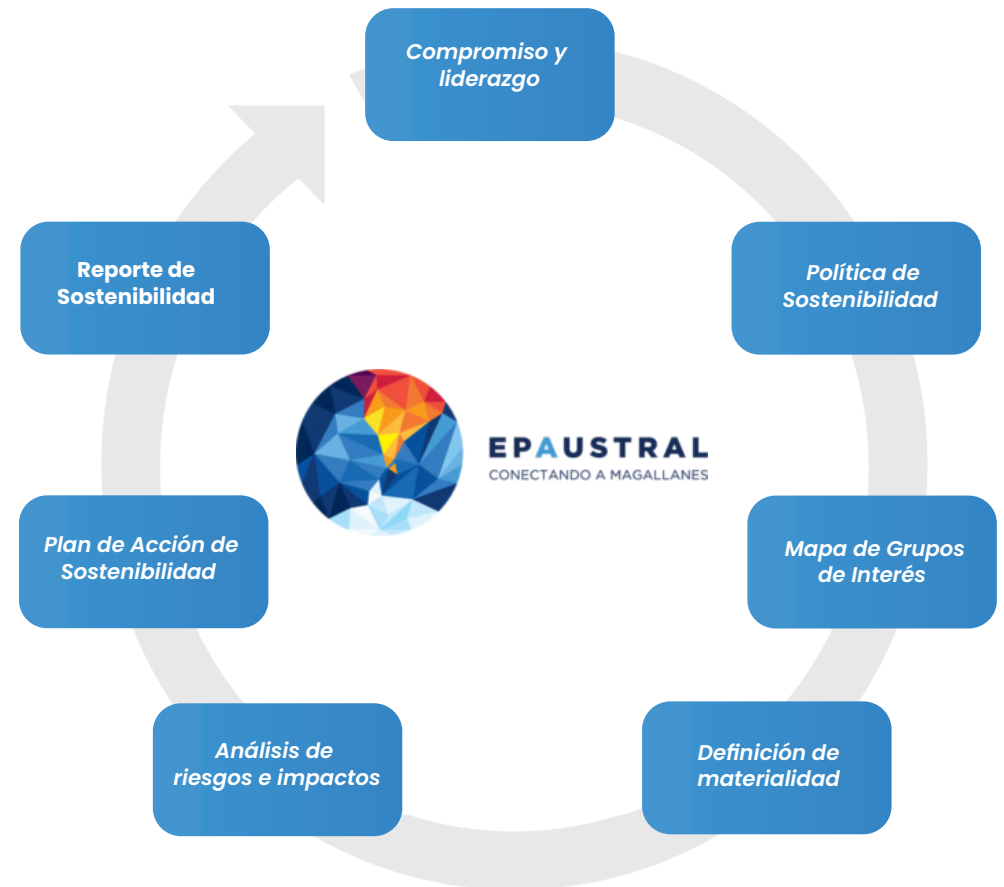 Compromiso y
liderazgo
Política de
Sostenibilidad
Mapa de Grupos
de Interés
Definición de
materialidad
Análisis de
riesgos e impactos
Plan de Acción de
Sostenibilidad
Reporte de
Sostenibilidad
EPAUSTRAL
CONECTANDO A MAGALLANES